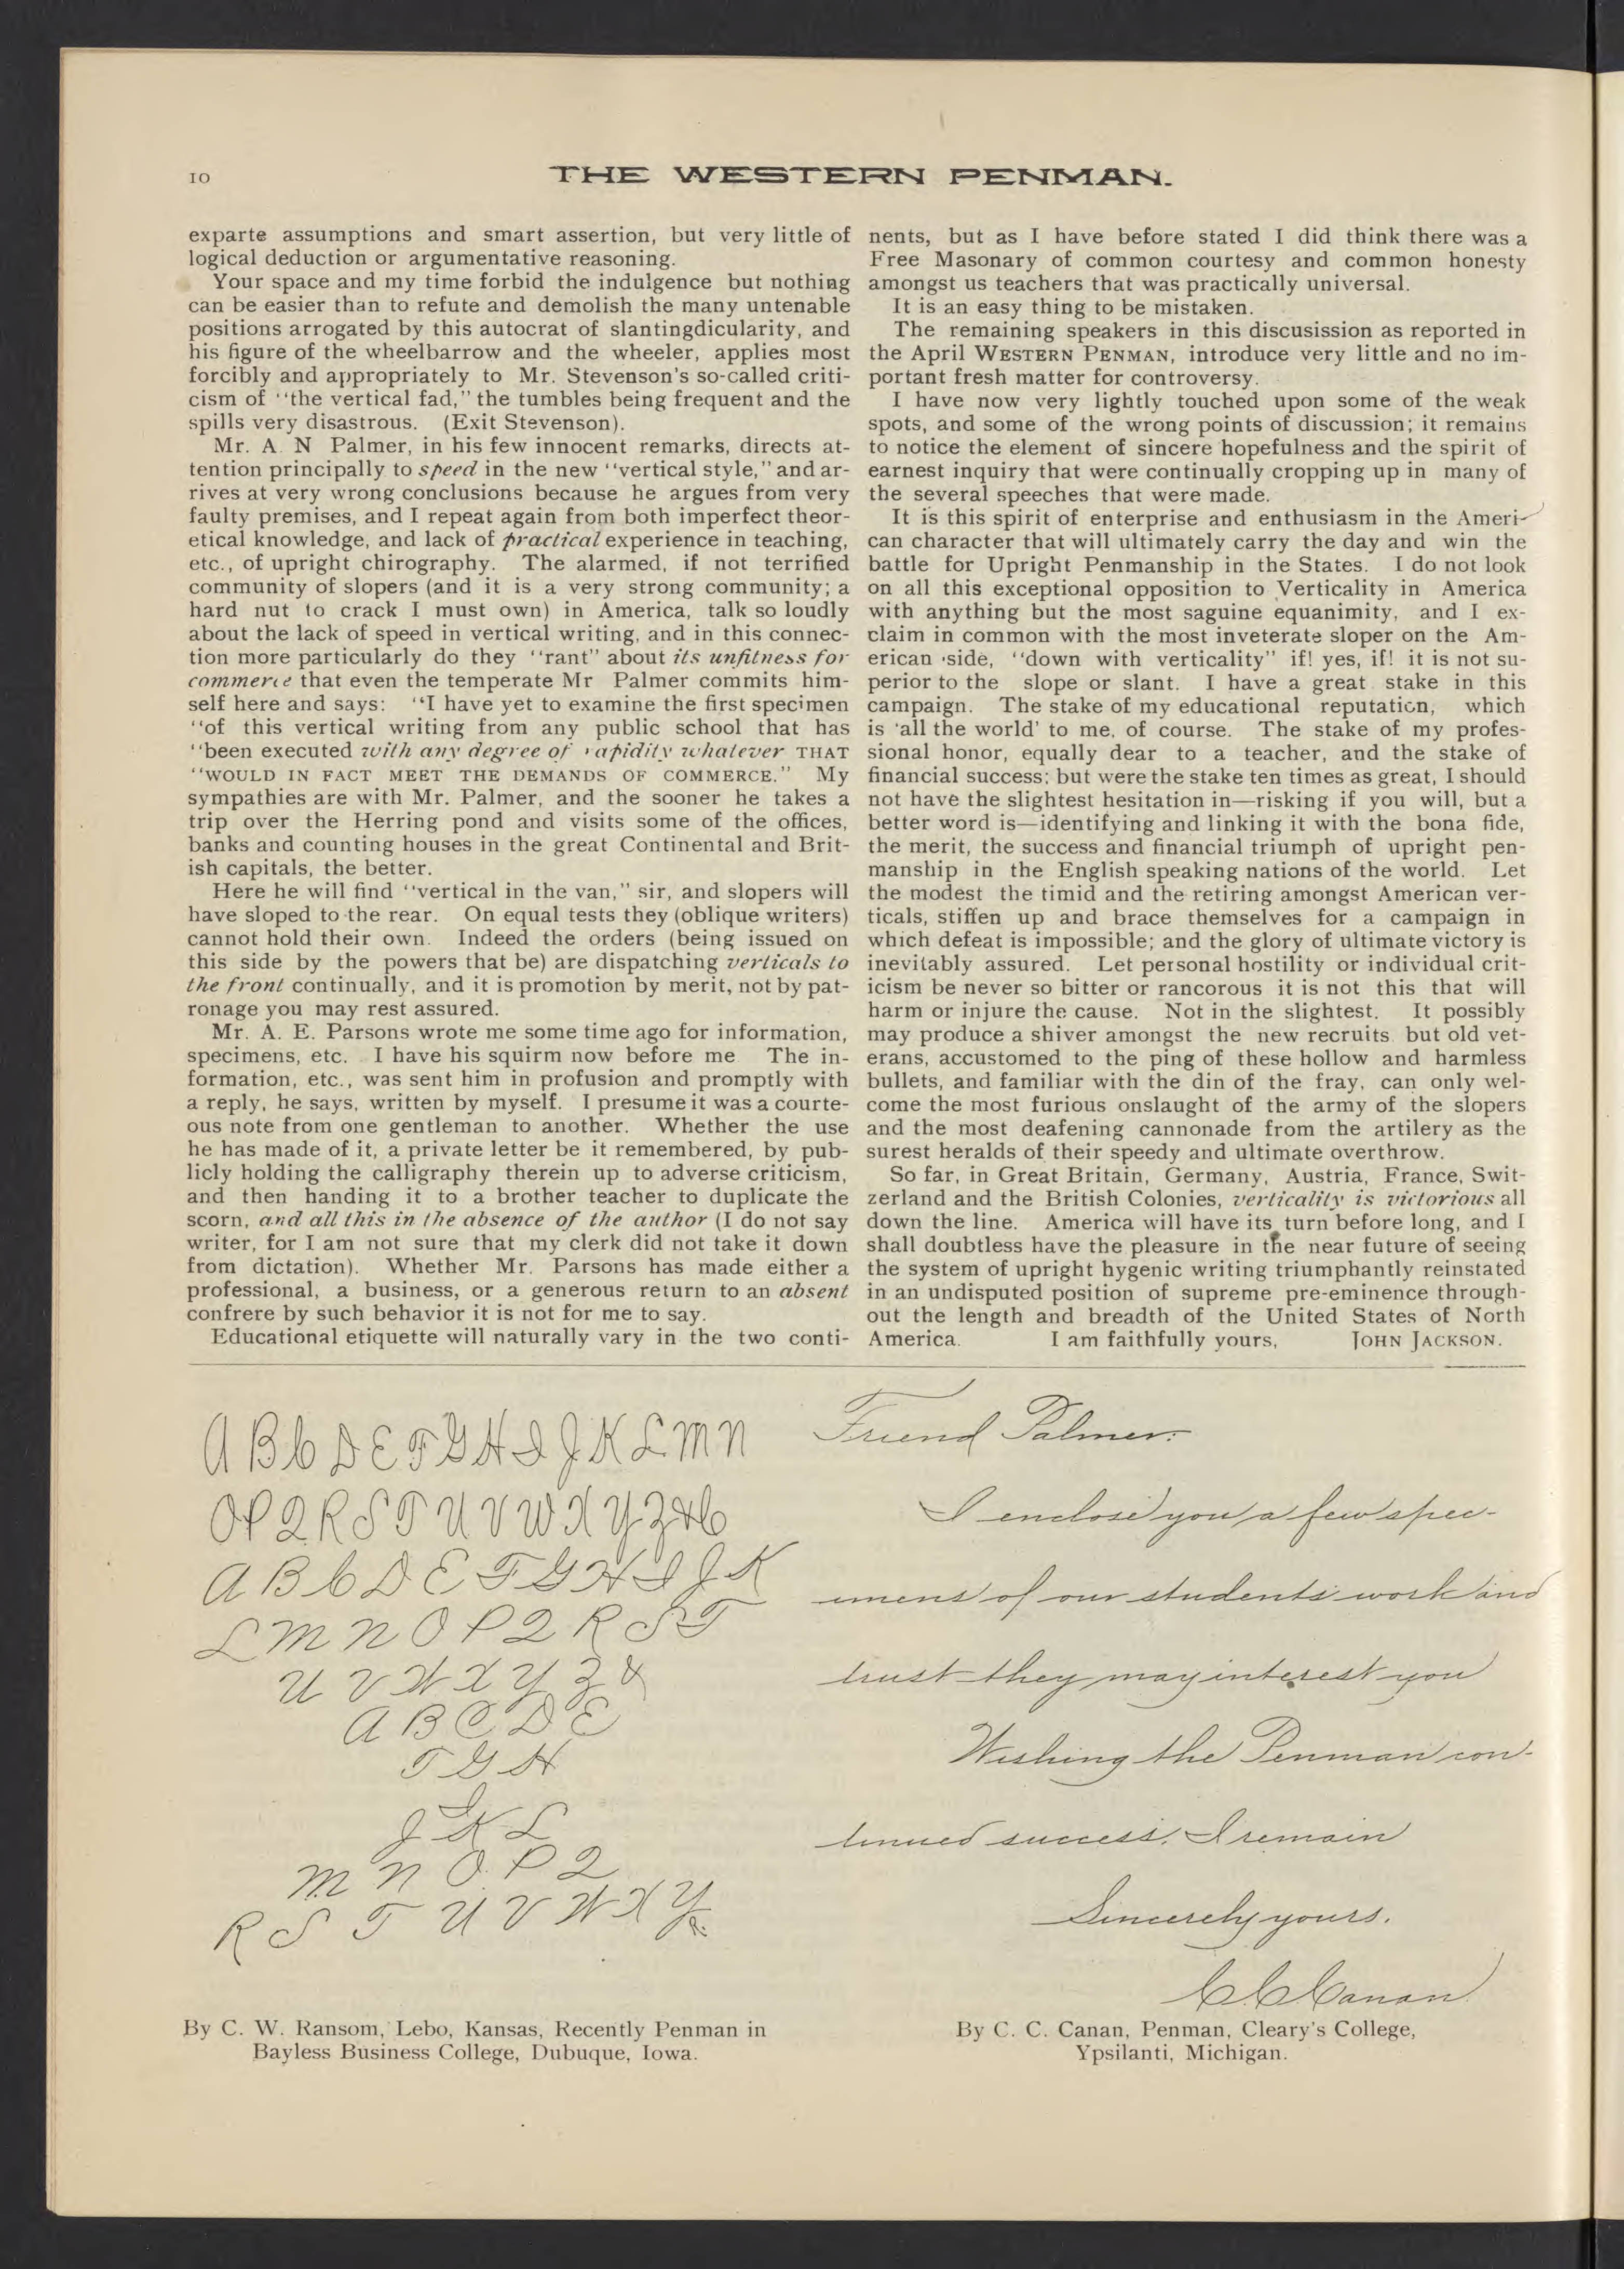 10
THE WESTERN PENMAN.
exparte assumptions and smart assertion, but very little of
logical deduction or argumentative reasoning.
Your space and my time forbid the indulgence but nothing
can be easier than to refute and demolish the many untenable
positions arrogated by this autocrat of slantingdicularity, and
his figure of the wheelbarrow and the wheeler, applies most
forcibly and appropriately to Mr. Stevenson's so-called criti-
cism of "the vertical fad," the tumbles being frequent and the
spills very disastrous. (Exit Stevenson).
Mr. A. N Palmer, in his few innocent remarks, directs at-
tention principally to speed in the new "vertical style," and ar-
rives at very wrong conclusions because he argues from very
faulty premises, and I repeat again from both imperfect theor-
etical knowledge, and lack of practical experience in teaching,
etc., of upright chirography. The alarmed, if not terrified
community of slopers (and it is a very strong community; a
hard nut to crack I must own) in America, talk so loudly
about the lack of speed in vertical writing, and in this connec-
tion more particularly do they "rant" about its unfitness for
commerce that even the temperate Mr Palmer commits him-
self here and says: "I have yet to examine the first specimen
"of this vertical writing from any public school that has
"been executed with any degree of rapidity whatever THAT
"WOULD IN FACT MEET THE DEMANDS OF COMMERCE." My
sympathies are with Mr. Palmer, and the sooner he takes a
trip over the Herring pond and visits some of the offices,
banks and counting houses in the great Continental and Brit-
ish capitals, the better.
Here he will find "vertical in the van," sir, and slopers will
have sloped to the rear. On equal tests they (oblique writers)
cannot hold their own. Indeed the orders (being issued on
this side by the powers that be) are dispatching verticals to
the front continually, and it is promotion by merit, not by pat-
ronage you may rest assured.
Mr. A. E. Parsons wrote me some time ago for information,
specimens, etc. I have his squirm now before me The in-
formation, etc., was sent him in profusion and promptly with
a reply, he says, written by myself. I presume it was a courte-
ous note from one gentleman to another. Whether the use
he has made of it, a private letter be it remembered, by pub-
licly holding the calligraphy therein up to adverse criticism,
and then handing it to a brother teacher to duplicate the
scorn, and all this in the absence of the author (I do not say
writer, for I am not sure that my clerk did not take it down
from dictation). Whether Mr. Parsons has made either a
professional, a business, or a generous return to an absent
confrere by such behavior it is not for me to say.
Educational etiquette will naturally vary in the two conti-
nents, but as I have before stated I did think there was a
Free Masonary of common courtesy and common honesty
amongst us teachers that was practically universal.
It is an easy thing to be mistaken.
The remaining speakers in this discusission as reported in
the April WESTERN PENMAN, introduce very little and no im-
portant fresh matter for controversy.
I have now very lightly touched upon some of the weak
spots, and some of the wrong points of discussion; it remains
to notice the element of sincere hopefulness and the spirit of
earnest inquiry that were continually cropping up in many of
the several speeches that were made.
It is this spirit of enterprise and enthusiasm in the Ameri-
can character that will ultimately carry the day and win the
battle for Upright Penmanship in the States. I do not look
on all this exceptional opposition to Verticality in America
with anything but the most saguine equanimity, and I ex-
claim in common with the most inveterate sloper on the Am-
erican side, "down with verticality" if! yes, if! it is not su-
perior to the slope or slant. I have a great stake in this
campaign. The stake of my educational reputation, which
is 'all the world' to me, of course. The stake of my profes-
sional honor, equally dear to a teacher, and the stake of
financial success; but were the stake ten times as great, I should
not have the slightest hesitation in—risking if you will, but a
better word is—identifying and linking it with the bona fide,
the merit, the success and financial triumph of upright pen-
manship in the English speaking nations of the world. Let
the modest the timid and the retiring amongst American ver-
ticals, stiffen up and brace themselves for a campaign in
which defeat is impossible; and the glory of ultimate victory is
inevitably assured. Let personal hostility or individual crit-
icism be never so bitter or rancorous it is not this that will
harm or injure the cause. Not in the slightest. It possibly
may produce a shiver amongst the new recruits but old vet-
erans, accustomed to the ping of these hollow and harmless
bullets, and familiar with the din of the fray, can only wel-
come the most furious onslaught of the army of the slopers
and the most deafening cannonade from the artilery as the
surest heralds of their speedy and ultimate overthrow.
So far, in Great Britain, Germany, Austria, France, Swit-
zerland and the British Colonies, verticality is victorious all
down the line. America will have its turn before long, and I
shall doubtless have the pleasure in the near future of seeing
the system of upright hygenic writing triumphantly reinstated
in an undisputed position of supreme pre-eminence through-
out the length and breadth of the United States of North
America. I am faithfully yours, JOHN JACKSON.
A B C D E F G H I J K L M N
O P Q R S T U V W X Y Z & C
A B C D E F G H I J K
L M N O P Q R S T
U V W X Y Z &
A B C D E
F G H
I
J K L
M N O P Q
R S T U V W X Y Z
R.
By C. W. Ransom, Lebo, Kansas, Recently Penman in
Bayless Business College, Dubuque, Iowa.
Friend Palmer:
I enclose you a few spec-
imens of our students work and
trust they may interest you
Wishing the Penman con-
tinued success, I remain
Sincerely yours.
C C Canan.
By C. C. Canan, Penman, Cleary's College,
Ypsilanti, Michigan.